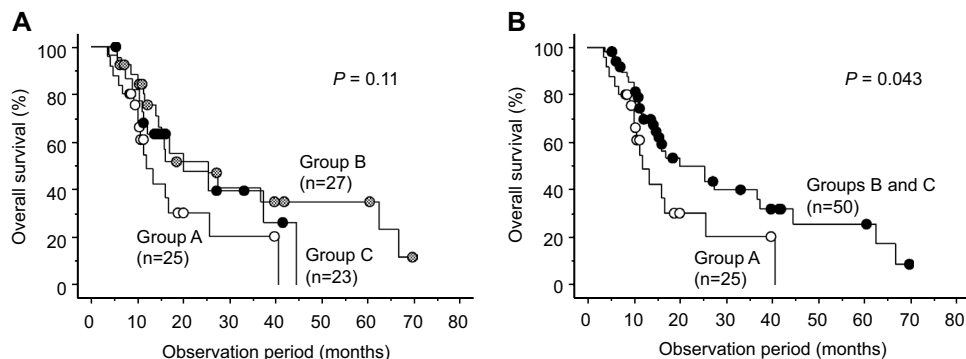 A
100
80
60
40
20
0
Overall survival (%)
P = 0.11
Group B
(n=27)
Group A
(n=25)
Group C
(n=23)
0 10 20 30 40 50 60 70 80
Observation period (months)
B
100
80
60
40
20
0
Overall survival (%)
P = 0.043
Groups B and C
(n=50)
Group A
(n=25)
0 10 20 30 40 50 60 70 80
Observation period (months)